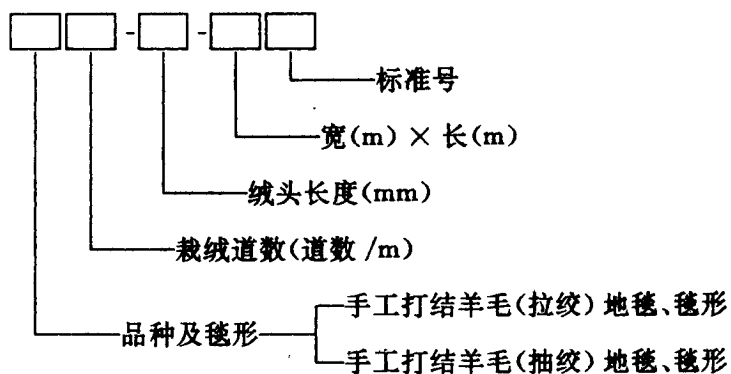 标准号
宽(m)×长(m)
绒头长度(mm)
栽绒道数(道数/m)
手工打结羊毛(拉绞)地毯、毯形
品种及毯形
手工打结羊毛(抽绞)地毯、毯形